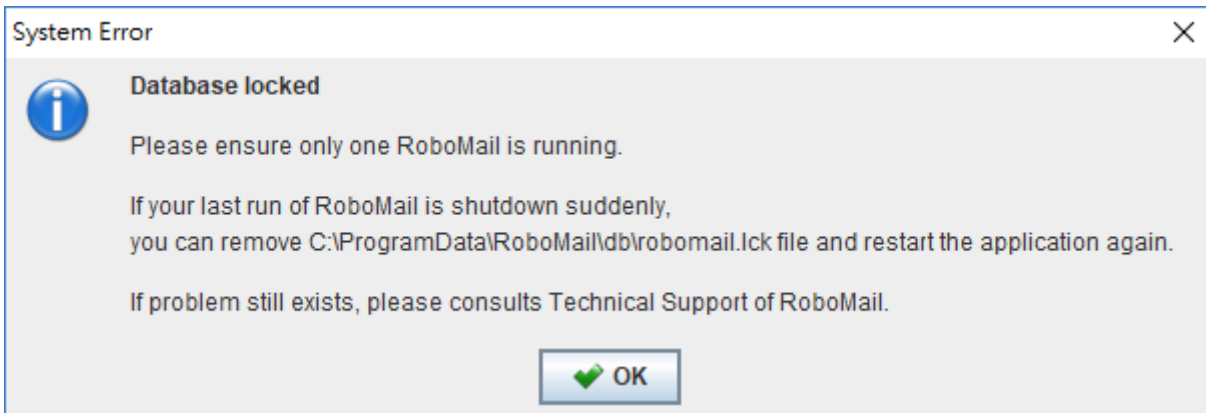 System Error
Database locked
Please ensure only one RoboMail is running.
If your last run of RoboMail is shutdown suddenly,
you can remove C:\ProgramData\RoboMail\db\robomail.lck file and restart the application again.
If problem still exists, please consults Technical Support of RoboMail.
OK